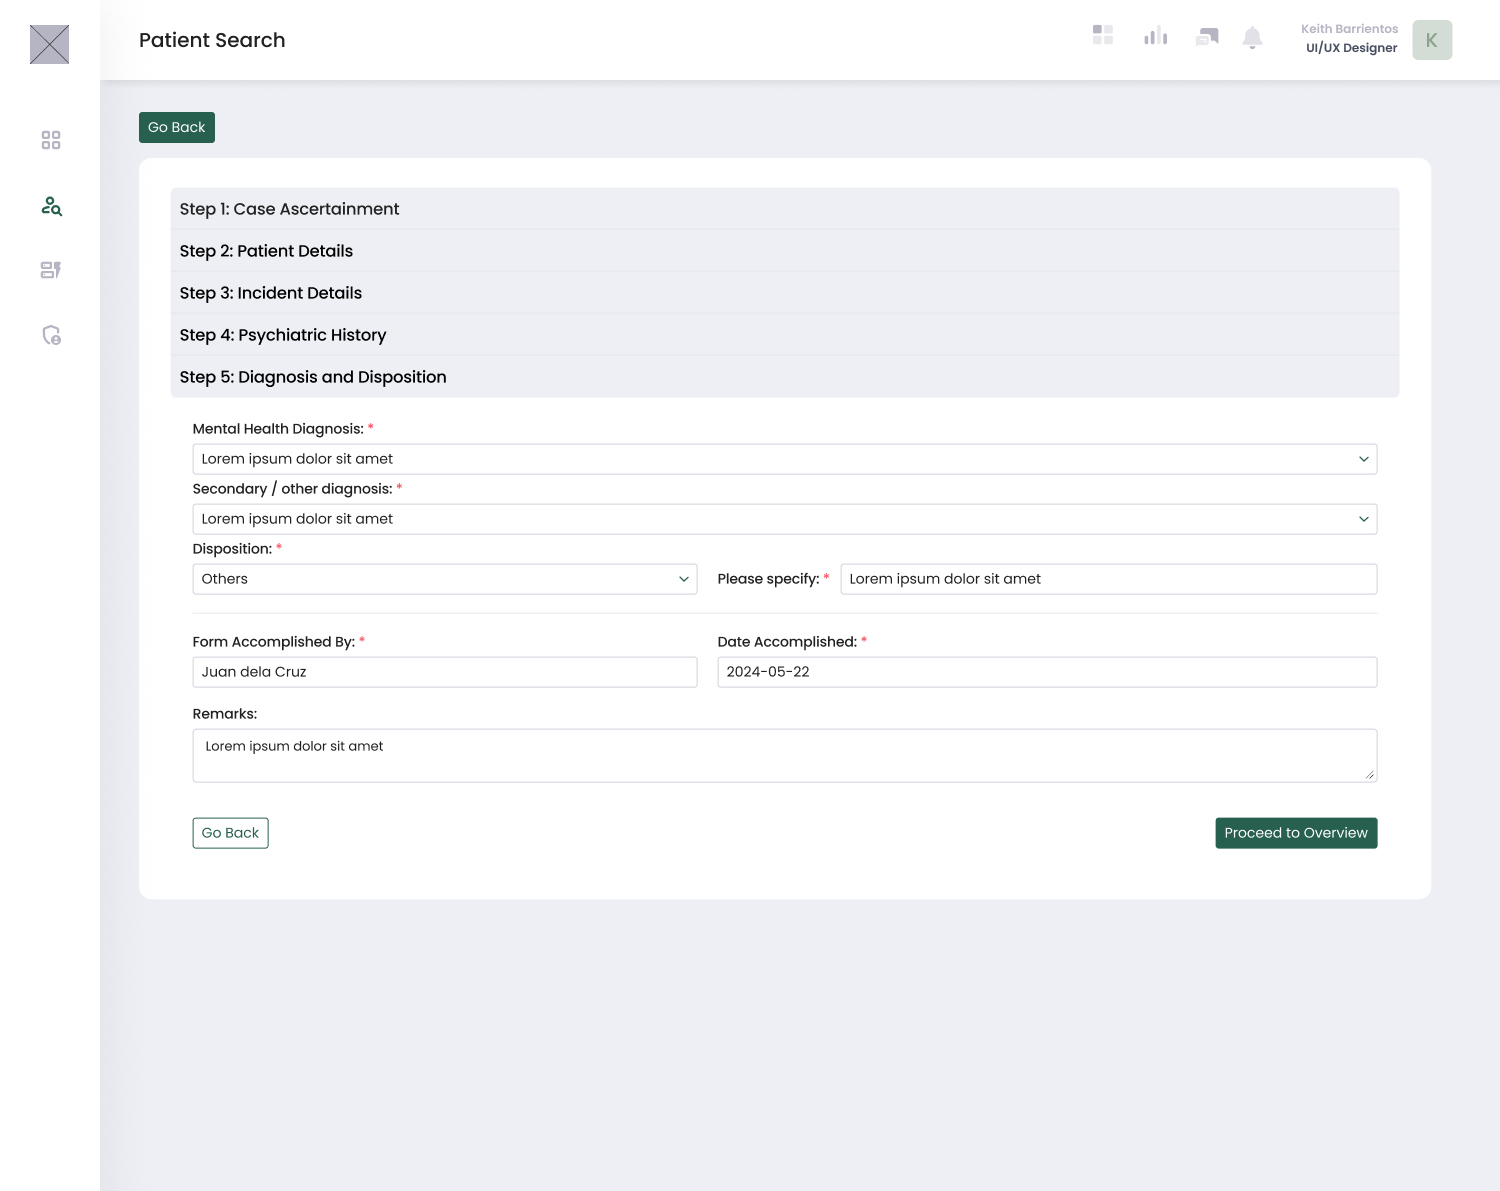 Patient Search
Keith Barrientos
UI/UX Designer
K
Go Back
Step 1: Case Ascertainment
Step 2: Patient Details
Step 3: Incident Details
Step 4: Psychiatric History
Step 5: Diagnosis and Disposition
Mental Health Diagnosis: *
Lorem ipsum dolor sit amet
Secondary / other diagnosis: *
Lorem ipsum dolor sit amet
Disposition: *
Others
Please specify: *
Lorem ipsum dolor sit amet
Form Accomplished By: *
Date Accomplished: *
Juan dela Cruz
2024-05-22
Remarks:
Lorem ipsum dolor sit amet
Go Back
Proceed to Overview